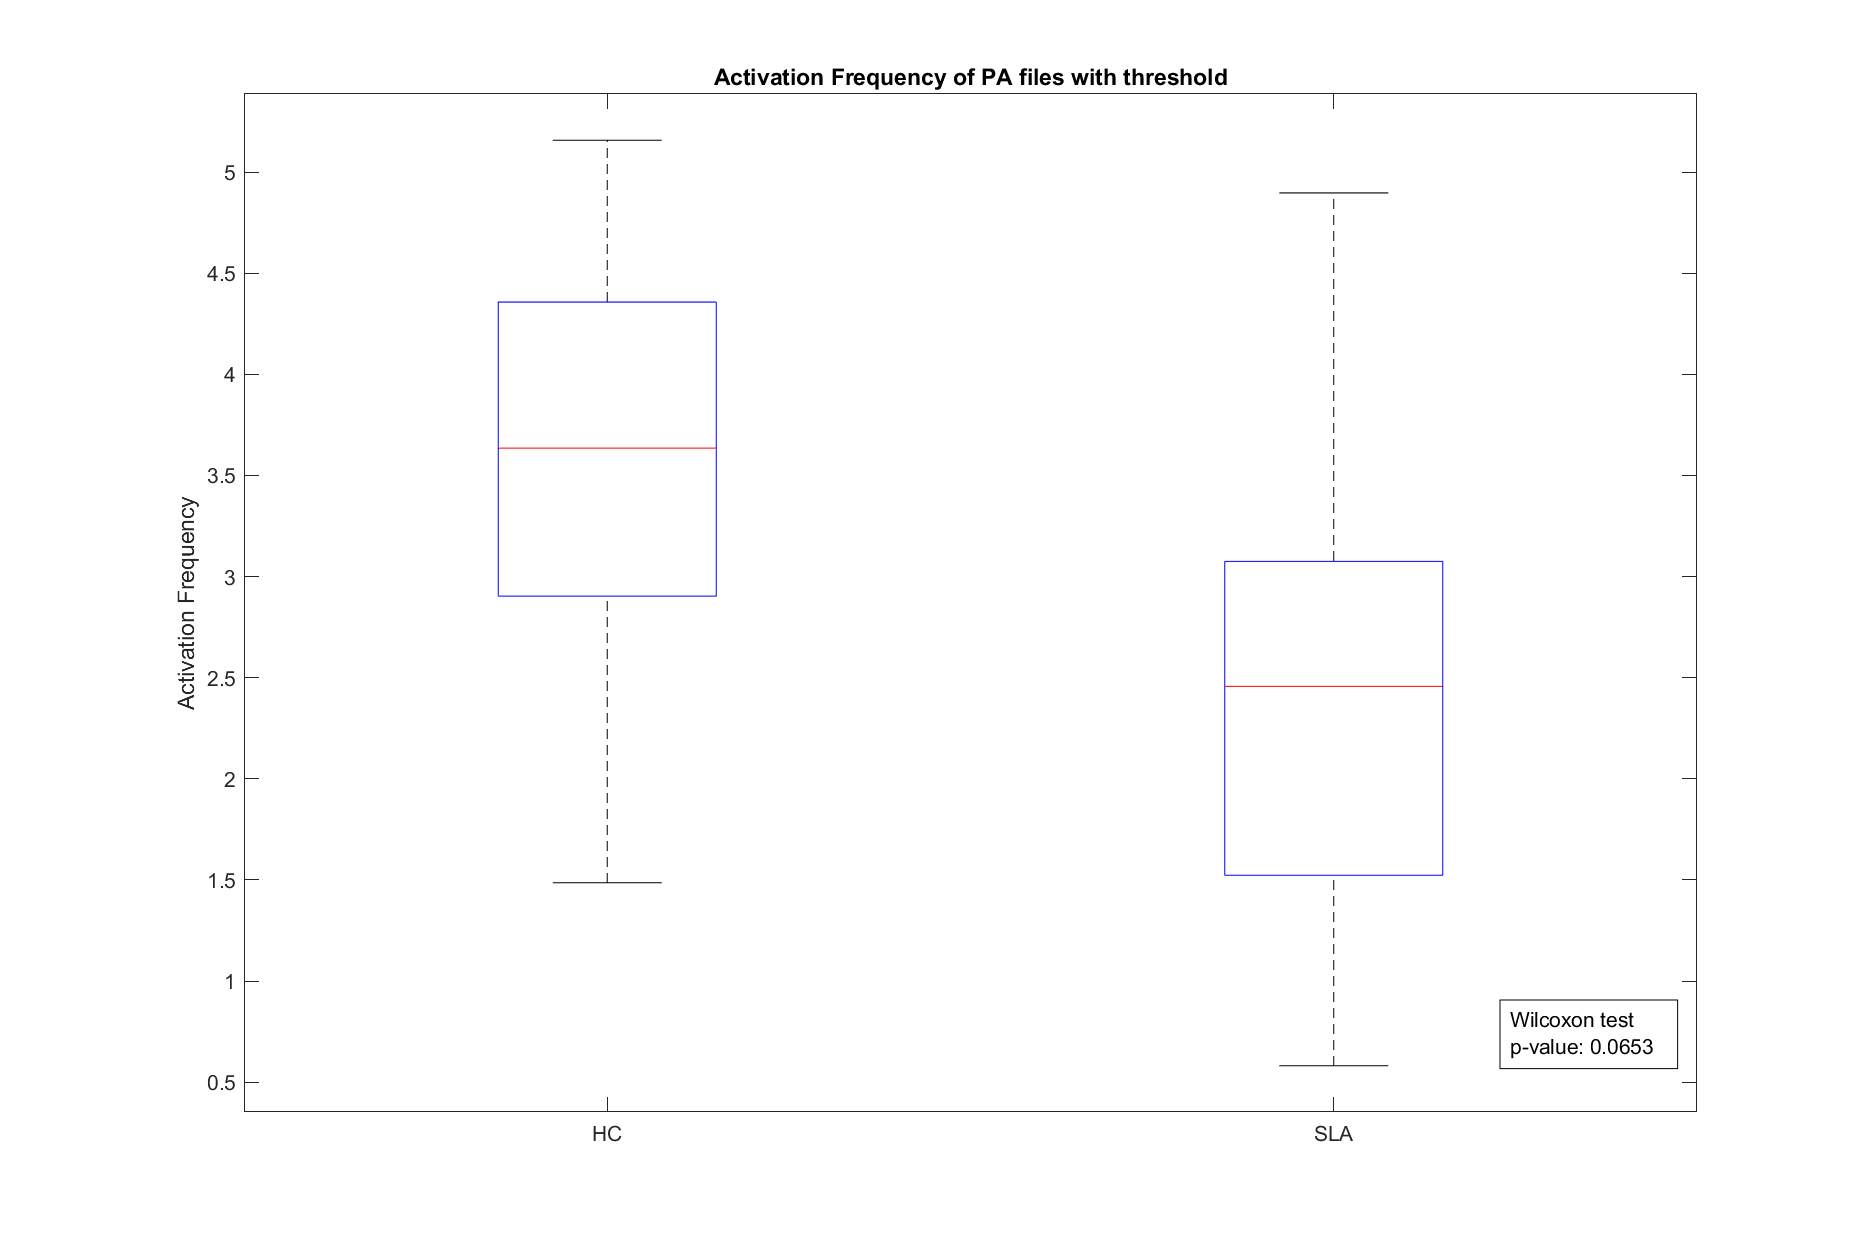 Activation Frequency of PA files with threshold
Activation Frequency
5
4.5
4
3.5
3
2.5
2
1.5
1
0.5
HC
SLA
Wilcoxon test
p-value: 0.0653